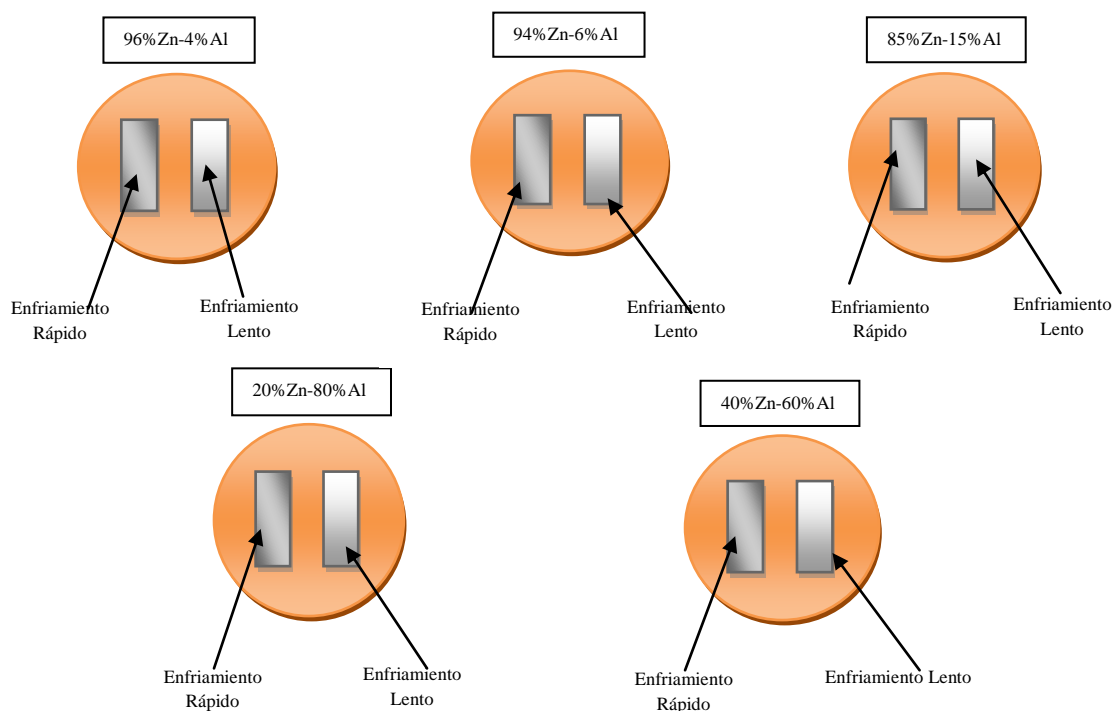 96%Zn-4%Al
94%Zn-6%Al
85%Zn-15%Al
Enfriamiento
Rápido
Enfriamiento
Lento
Enfriamiento
Rápido
Enfriamiento
Lento
Enfriamiento
Rápido
Enfriamiento
Lento
20%Zn-80%Al
40%Zn-60%Al
Enfriamiento
Rápido
Enfriamiento
Lento
Enfriamiento
Rápido
Enfriamiento Lento